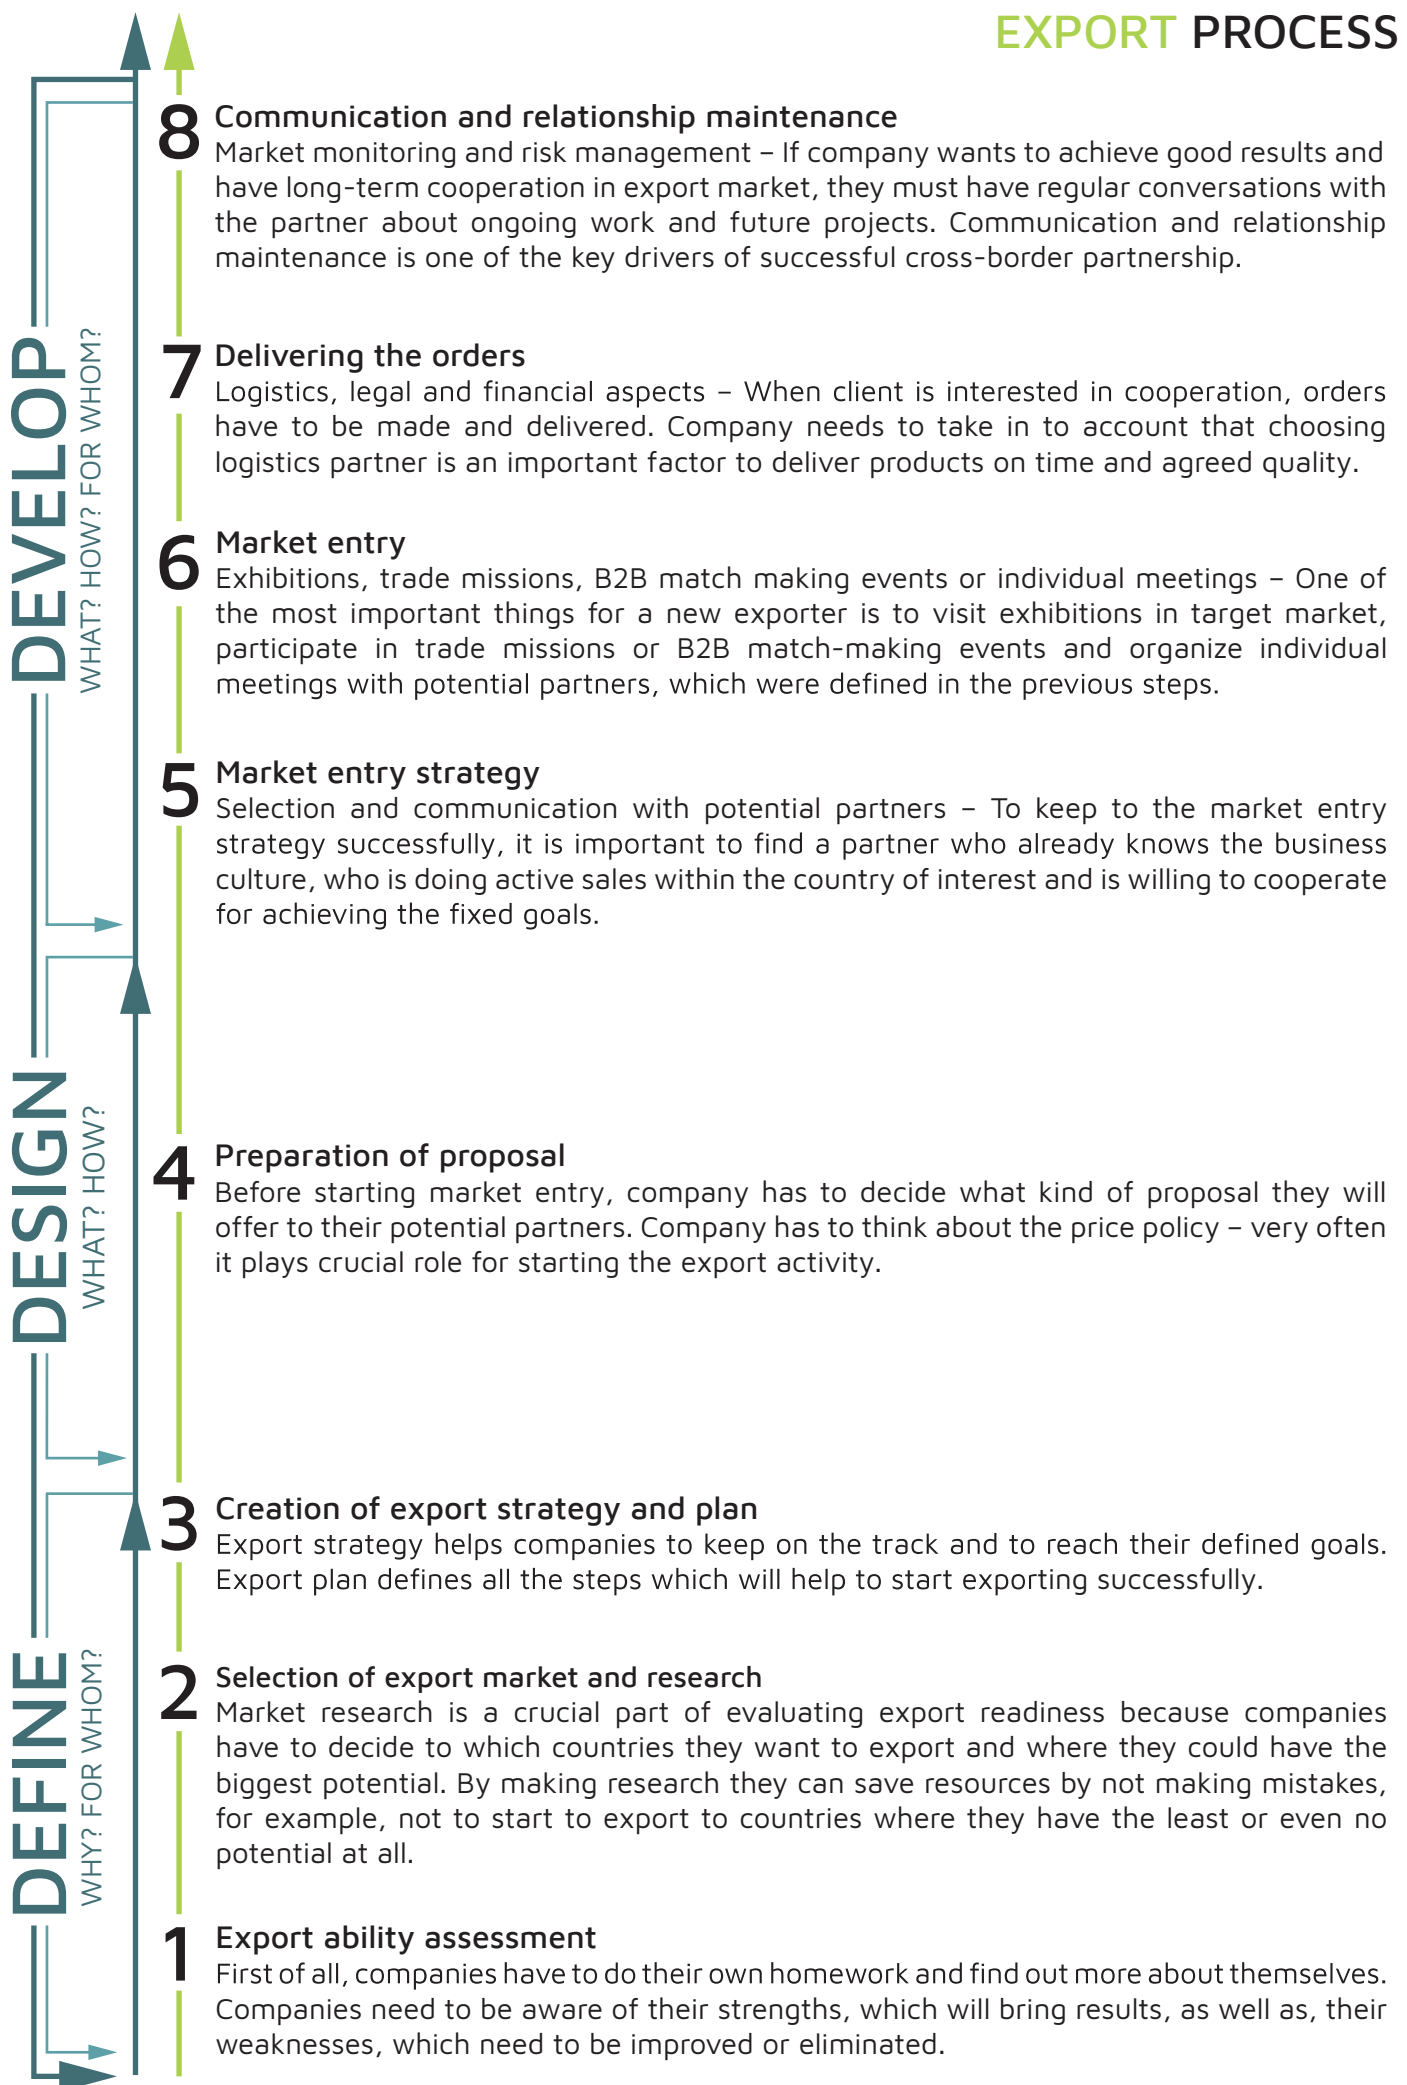 EXPORT PROCESS
8
Communication and relationship maintenance
Market monitoring and risk management – If company wants to achieve good results and
have long-term cooperation in export market, they must have regular conversations with
the partner about ongoing work and future projects. Communication and relationship
maintenance is one of the key drivers of successful cross-border partnership.
7
Delivering the orders
Logistics, legal and financial aspects – When client is interested in cooperation, orders
have to be made and delivered. Company needs to take in to account that choosing
logistics partner is an important factor to deliver products on time and agreed quality.
6
Market entry
Exhibitions, trade missions, B2B match making events or individual meetings – One of
the most important things for a new exporter is to visit exhibitions in target market,
participate in trade missions or B2B match-making events and organize individual
meetings with potential partners, which were defined in the previous steps.
5
Market entry strategy
Selection and communication with potential partners – To keep to the market entry
strategy successfully, it is important to find a partner who already knows the business
culture, who is doing active sales within the country of interest and is willing to cooperate
for achieving the fixed goals.
DEVELOP
WHAT? HOW? FOR WHOM?
4
Preparation of proposal
Before starting market entry, company has to decide what kind of proposal they will
offer to their potential partners. Company has to think about the price policy – very often
it plays crucial role for starting the export activity.
DESIGN
WHAT? HOW?
3
Creation of export strategy and plan
Export strategy helps companies to keep on the track and to reach their defined goals.
Export plan defines all the steps which will help to start exporting successfully.
2
Selection of export market and research
Market research is a crucial part of evaluating export readiness because companies
have to decide to which countries they want to export and where they could have the
biggest potential. By making research they can save resources by not making mistakes,
for example, not to start to export to countries where they have the least or even no
potential at all.
1
Export ability assessment
First of all, companies have to do their own homework and find out more about themselves.
Companies need to be aware of their strengths, which will bring results, as well as, their
weaknesses, which need to be improved or eliminated.
DEFINE
WHY? FOR WHOM?